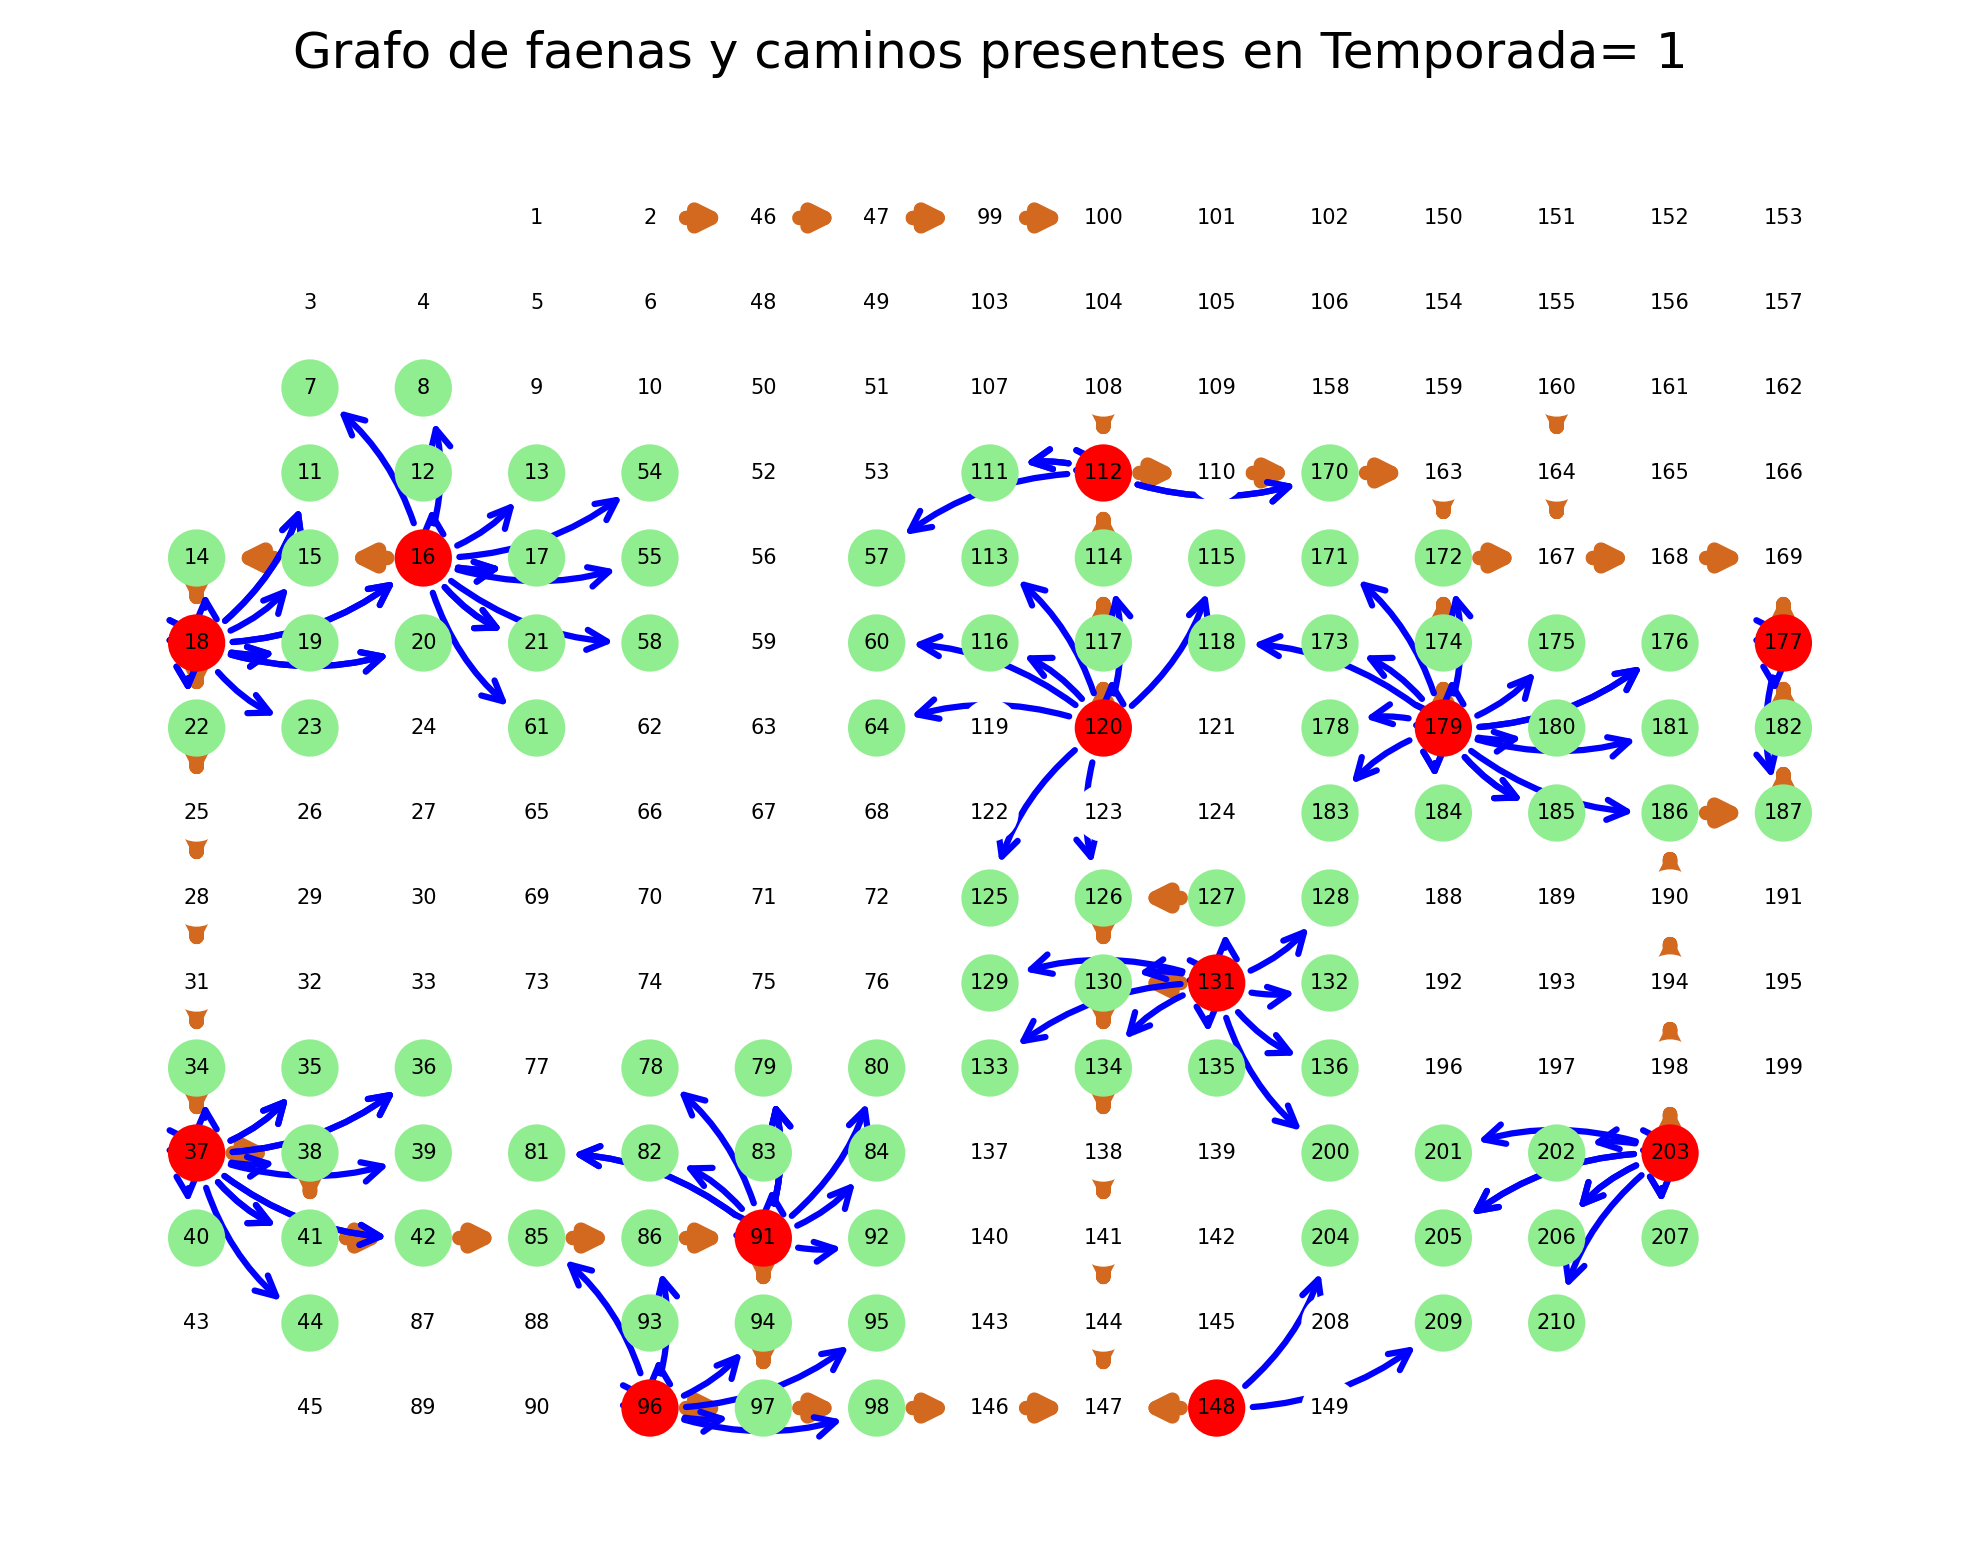 Grafo de faenas y caminos presentes en Temporada= 1
1 2 46 47 99 100 101 102 150 151 152 153
3 4 5 6 48 49 103 104 105 106 154 155 156 157
7 8 9 10 50 51 107 108 109 158 159 160 161 162
11 12 13 54 52 53 111 112 110 170 163 164 165 166
14 15 16 17 55 56 57 113 114 115 171 172 167 168 169
18 19 20 21 58 59 60 116 117 118 173 174 175 176 177
22 23 24 61 62 63 64 119 120 121 178 179 180 181 182
25 26 27 65 66 67 68 122 123 124 183 184 185 186 187
28 29 30 69 70 71 72 125 126 127 128 188 189 190 191
31 32 33 73 74 75 76 129 130 131 132 192 193 194 195
34 35 36 77 78 79 80 133 134 135 136 196 197 198 199
37 38 39 81 82 83 84 137 138 139 200 201 202 203
40 41 42 85 86 91 92 140 141 142 204 205 206 207
43 44 87 88 93 94 95 143 144 145 208 209 210
45 89 90 96 97 98 146 147 148 149